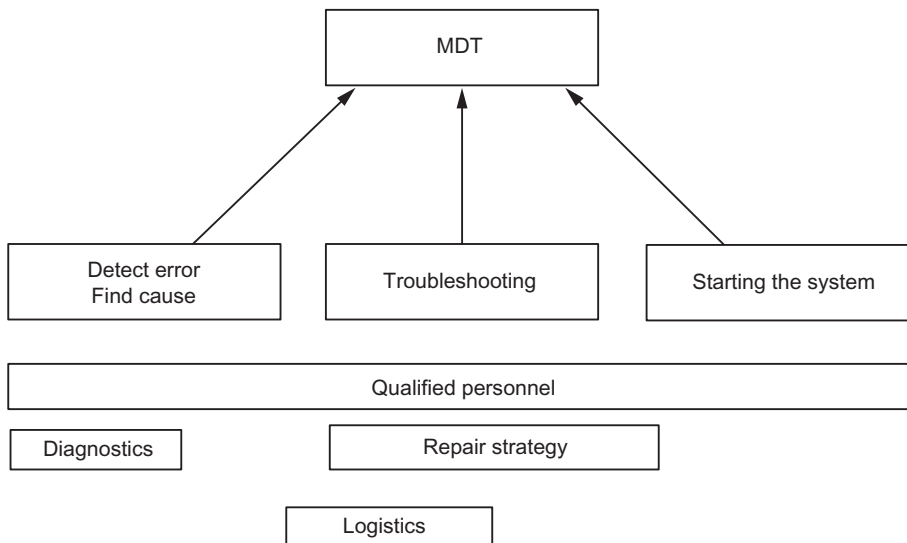 MDT
Detect error
Find cause
Troubleshooting
Starting the system
Qualified personnel
Diagnostics
Repair strategy
Logistics